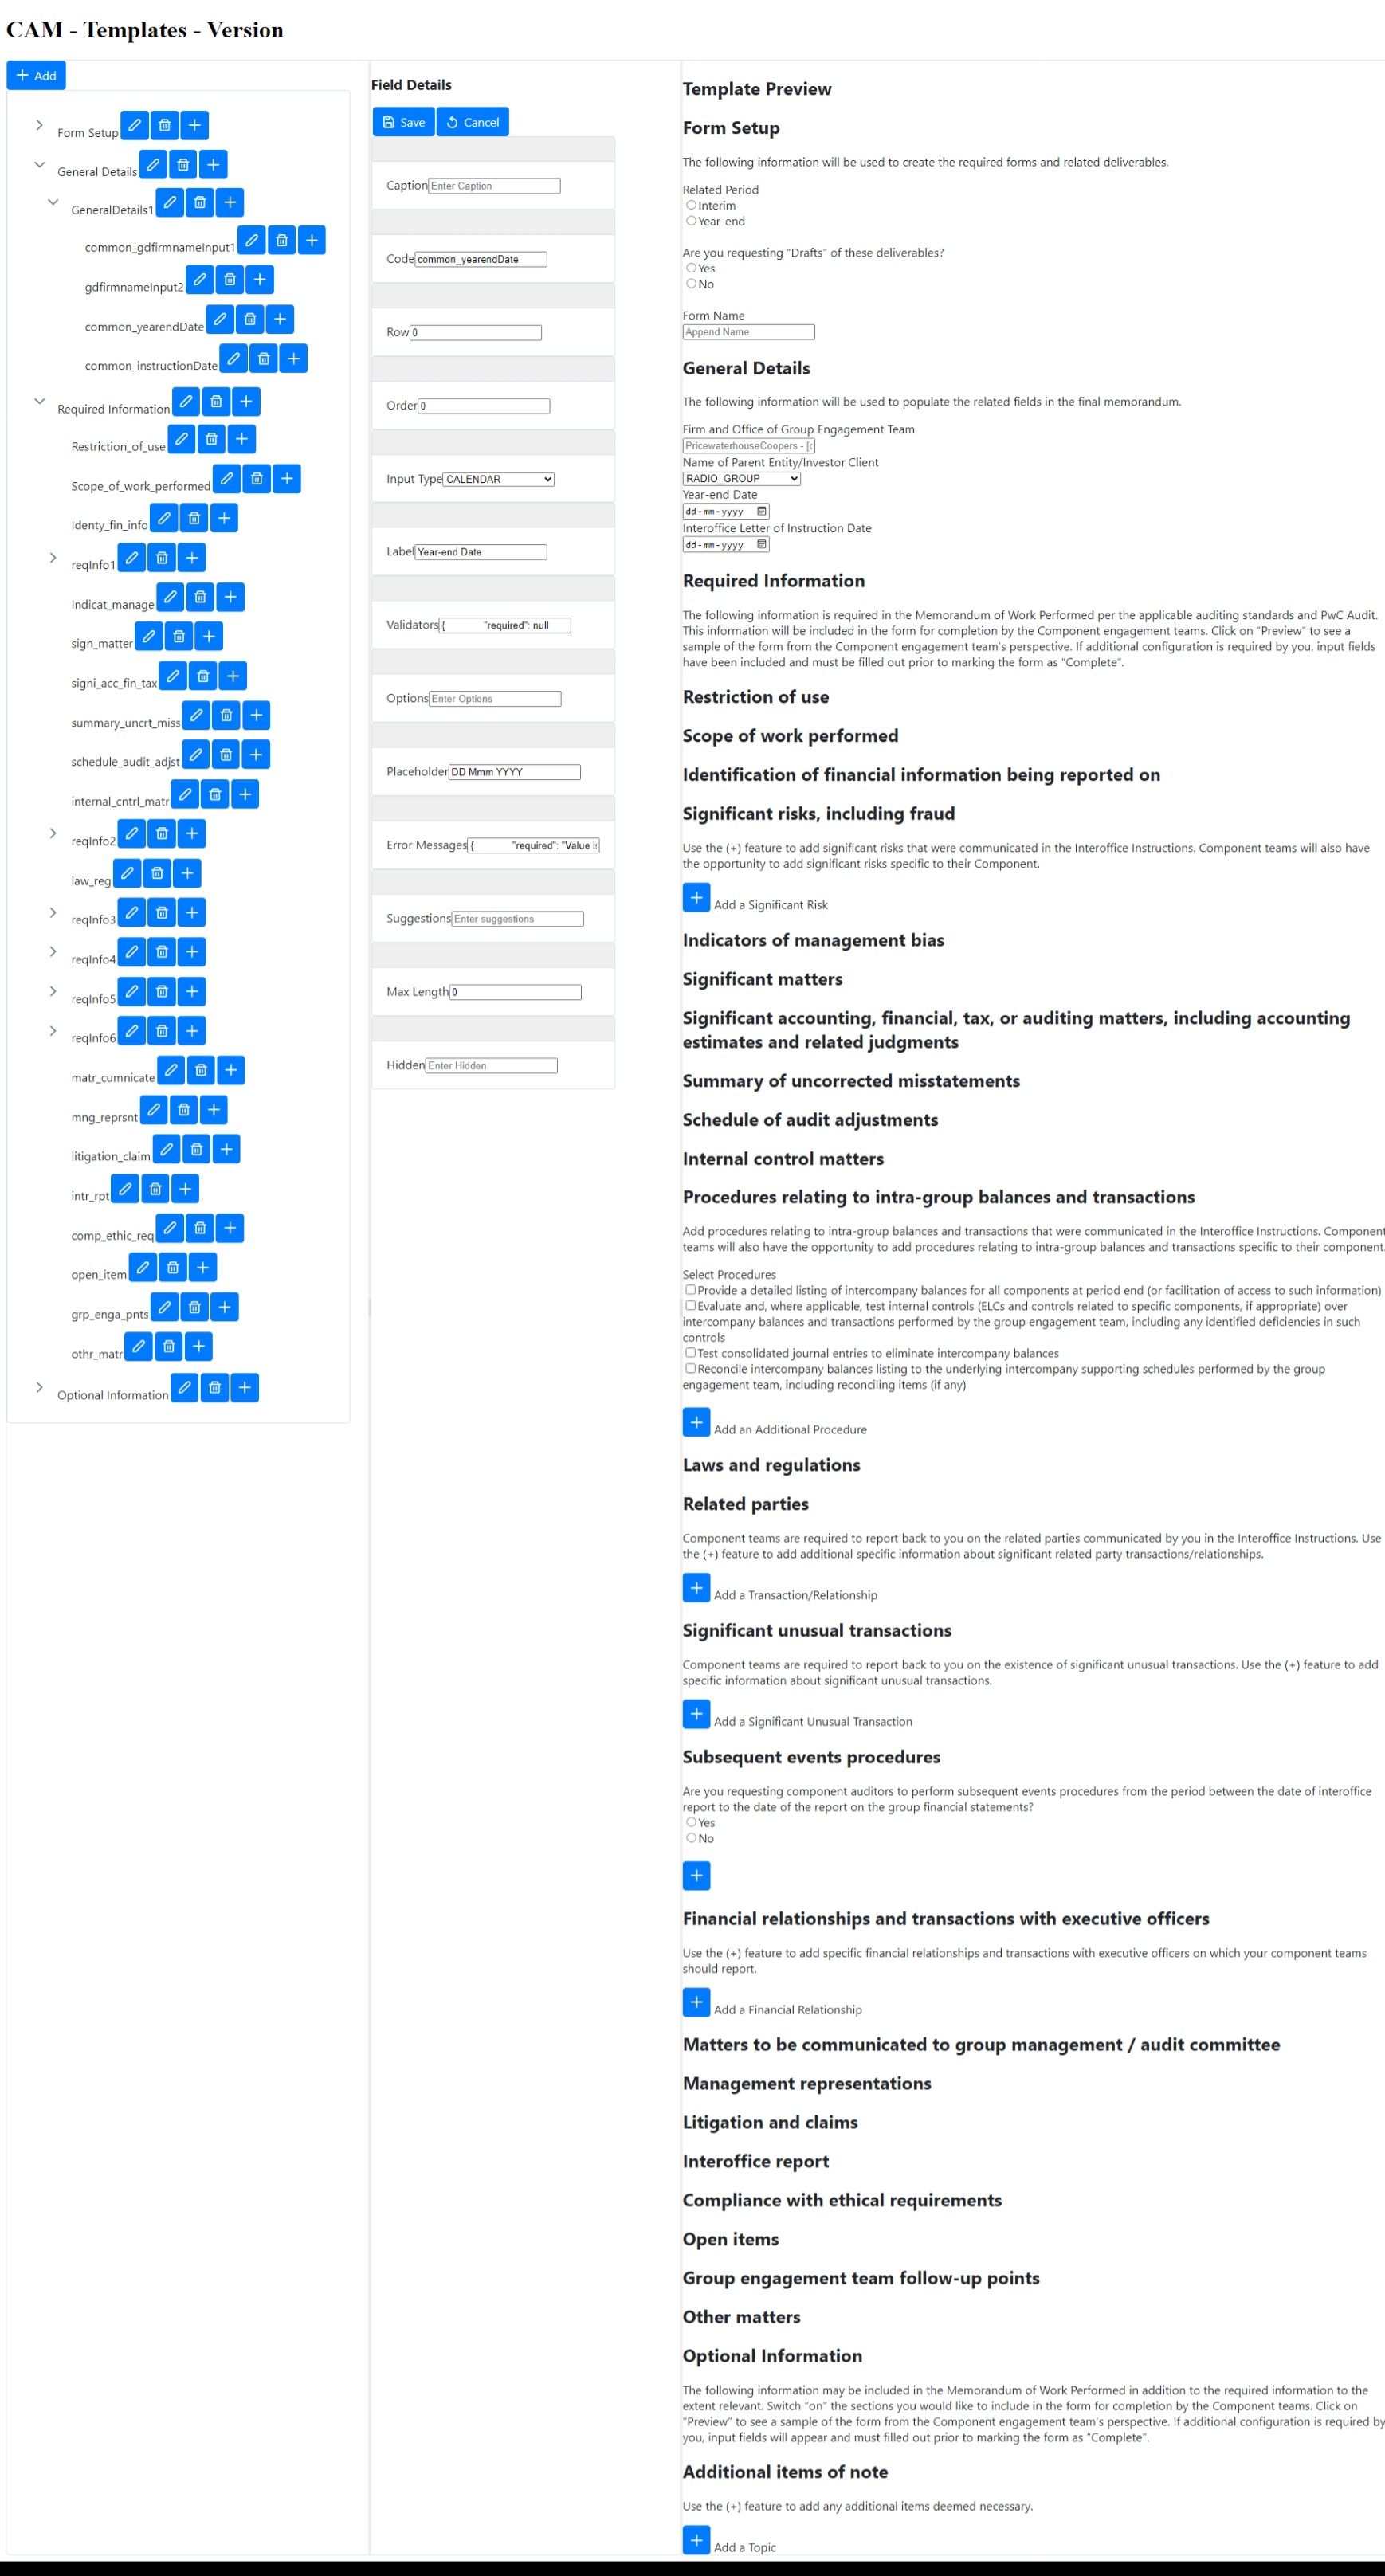 CAM - Templates - Version
Add
Form Setup
General Details
GeneralDetails1
common_gdfirmnameInput1
gdfirmnameInput2
common_yearendDate
common_instructionDate
Required Information
Restriction_of_use
Scope_of_work_performed
Identy_fin_info
reqInfo1
Indicat_manage
sign_matter
signi_acc_fin_tax
summary_uncrt_miss
schedule_audit_adjst
internal_cntrl_matr
reqInfo2
law_reg
reqInfo3
reqInfo4
reqInfo5
reqInfo6
matr_cumnicate
mng_reprsnt
litigation_claim
intr_rpt
comp_ethic_req
open_item
grp_enga_pnts
othr_matr
Optional Information
Field Details
Save Cancel
Caption Enter Caption
Code common_yearendDate
Row 0
Order 0
Input Type CALENDAR
Label Year-end Date
Validators { "required": null
Options Enter Options
Placeholder DD Mmm YYYY
Error Messages { "required": "Value
Suggestions Enter suggestions
Max Length 0
Hidden Enter Hidden
Template Preview
Form Setup
The following information will be used to create the required forms and related deliverables.
Related Period
Interim
Year-end
Are you requesting "Drafts" of these deliverables?
Yes
No
Form Name
Append Name
General Details
The following information will be used to populate the related fields in the final memorandum.
Firm and Office of Group Engagement Team
PricewaterhouseCoopers - [
Name of Parent Entity/Investor Client
RADIO_GROUP
Year-end Date
dd-mm-yyyy
Interoffice Letter of Instruction Date
dd-mm-yyyy
Required Information
The following information is required in the Memorandum of Work Performed per the applicable auditing standards and PwC Audit.
This information will be included in the form for completion by the Component engagement teams. Click on "Preview" to see a
sample of the form from the Component engagement team's perspective. If additional configuration is required by you, input fields
have been included and must be filled out prior to marking the form as "Complete".
Restriction of use
Scope of work performed
Identification of financial information being reported on
Significant risks, including fraud
Use the (+) feature to add significant risks that were communicated in the Interoffice Instructions. Component teams will also have
the opportunity to add significant risks specific to their Component.
Add a Significant Risk
Indicators of management bias
Significant matters
Significant accounting, financial, tax, or auditing matters, including accounting
estimates and related judgments
Summary of uncorrected misstatements
Schedule of audit adjustments
Internal control matters
Procedures relating to intra-group balances and transactions
Add procedures relating to intra-group balances and transactions that were communicated in the Interoffice Instructions. Component
teams will also have the opportunity to add procedures relating to intra-group balances and transactions specific to their component.
Select Procedures
Provide a detailed listing of intercompany balances for all components at period end (or facilitation of access to such information)
Evaluate and, where applicable, test internal controls (ELCs and controls related to specific components, if appropriate) over
intercompany balances and transactions performed by the group engagement team, including any identified deficiencies in such
controls
Test consolidated journal entries to eliminate intercompany balances
Reconcile intercompany balances listing to the underlying intercompany supporting schedules performed by the group
engagement team, including reconciling items (if any)
Add an Additional Procedure
Laws and regulations
Related parties
Component teams are required to report back to you on the related parties communicated by you in the Interoffice Instructions. Use
the (+) feature to add additional specific information about significant related party transactions/relationships.
Add a Transaction/Relationship
Significant unusual transactions
Component teams are required to report back to you on the existence of significant unusual transactions. Use the (+) feature to add
specific information about significant unusual transactions.
Add a Significant Unusual Transaction
Subsequent events procedures
Are you requesting component auditors to perform subsequent events procedures from the period between the date of interoffice
report to the date of the report on the group financial statements?
Yes
No
Financial relationships and transactions with executive officers
Use the (+) feature to add specific financial relationships and transactions with executive officers on which your component teams
should report.
Add a Financial Relationship
Matters to be communicated to group management / audit committee
Management representations
Litigation and claims
Interoffice report
Compliance with ethical requirements
Open items
Group engagement team follow-up points
Other matters
Optional Information
The following information may be included in the Memorandum of Work Performed in addition to the required information to the
extent relevant. Switch "on" the sections you would like to include in the form for completion by the Component teams. Click on
"Preview" to see a sample of the form from the Component engagement team's perspective. If additional configuration is required by
you, input fields will appear and must filled out prior to marking the form as "Complete".
Additional items of note
Use the (+) feature to add any additional items deemed necessary.
Add a Topic